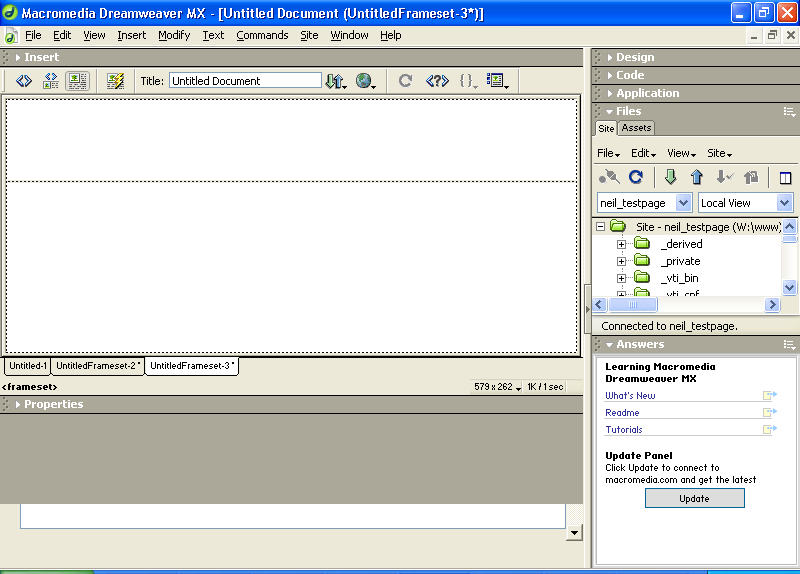 Macromedia Dreamweaver MX - [Untitled Document (UntitledFrameset-3*)]
File Edit View Insert Modify Text Commands Site Window Help
Insert
Title: Untitled Document
Untitled-1 UntitledFrameset-2* UntitledFrameset-3*
<frameset> 579 x 262 1K / 1 sec
Properties
Design
Code
Application
Files
Site Assets
File Edit View Site
neil_testpage Local View
Site - neil_testpage (W:\www)
_derived
_private
_vti_bin
_vti_cnf
Connected to neil_testpage.
Answers
Learning Macromedia
Dreamweaver MX
What's New
Readme
Tutorials
Update Panel
Click Update to connect to
macromedia.com and get the latest
Update